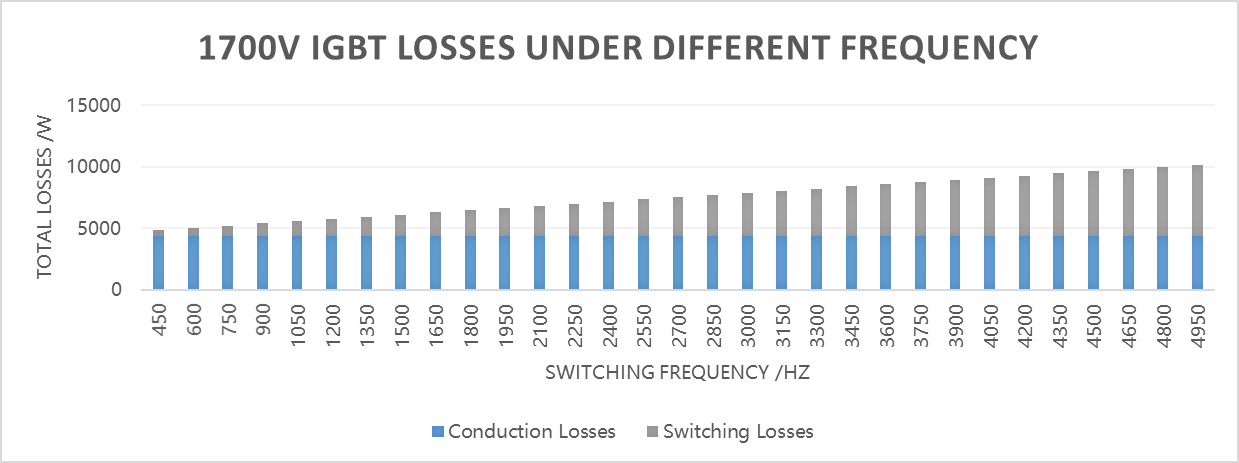 1700V IGBT LOSSES UNDER DIFFERENT FREQUENCY
TOTAL LOSSES /W
15000
10000
5000
0
450 600 750 900 1050 1200 1350 1500 1650 1800 1950 2100 2250 2400 2550 2700 2850 3000 3150 3300 3450 3600 3750 3900 4050 4200 4350 4500 4650 4800 4950
SWITCHING FREQUENCY /HZ
Conduction Losses Switching Losses